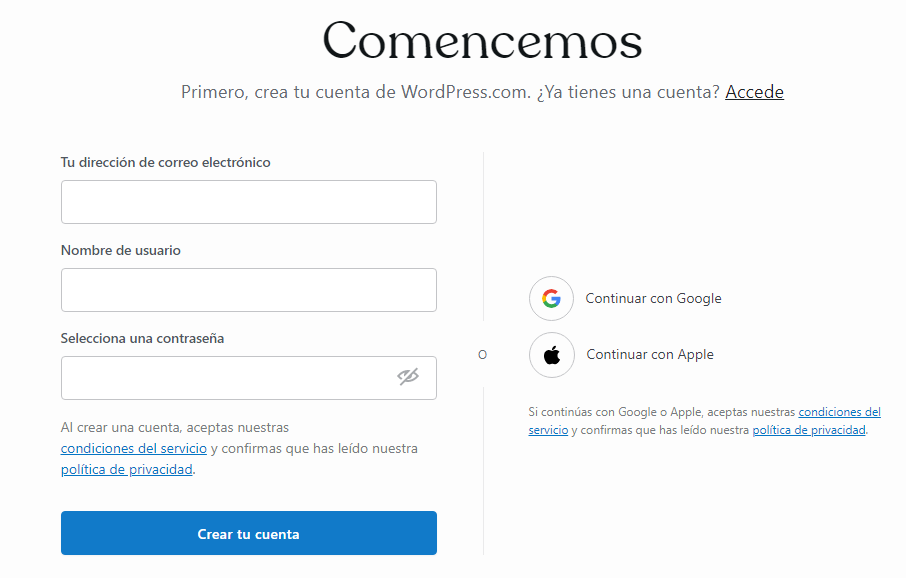 Comencemos
Primero, crea tu cuenta de WordPress.com. ¿Ya tienes una cuenta? Accede
Tu dirección de correo electrónico
Nombre de usuario
Selecciona una contraseña
Al crear una cuenta, aceptas nuestras
condiciones del servicio y confirmas que has leído nuestra
política de privacidad.
Crear tu cuenta
O
Continuar con Google
Continuar con Apple
Si continúas con Google o Apple, aceptas nuestras condiciones del
servicio y confirmas que has leído nuestra política de privacidad.